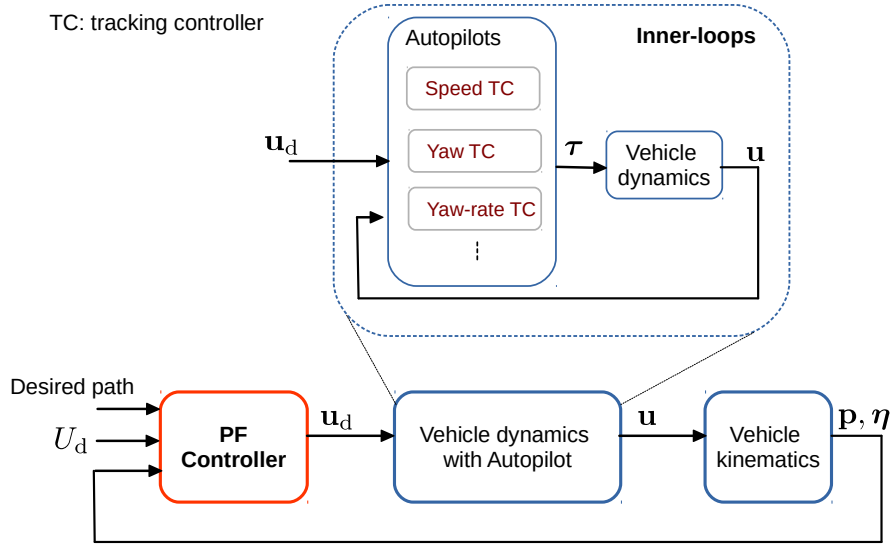 TC: tracking controller
Autopilots
Inner-loops
Speed TC
𝐮_d
Yaw TC
𝝉
Vehicle
dynamics
𝐮
Yaw-rate TC
Desired path
U_d
PF
Controller
𝐮_d
Vehicle dynamics
with Autopilot
𝐮
Vehicle
kinematics
𝐩, 𝜼